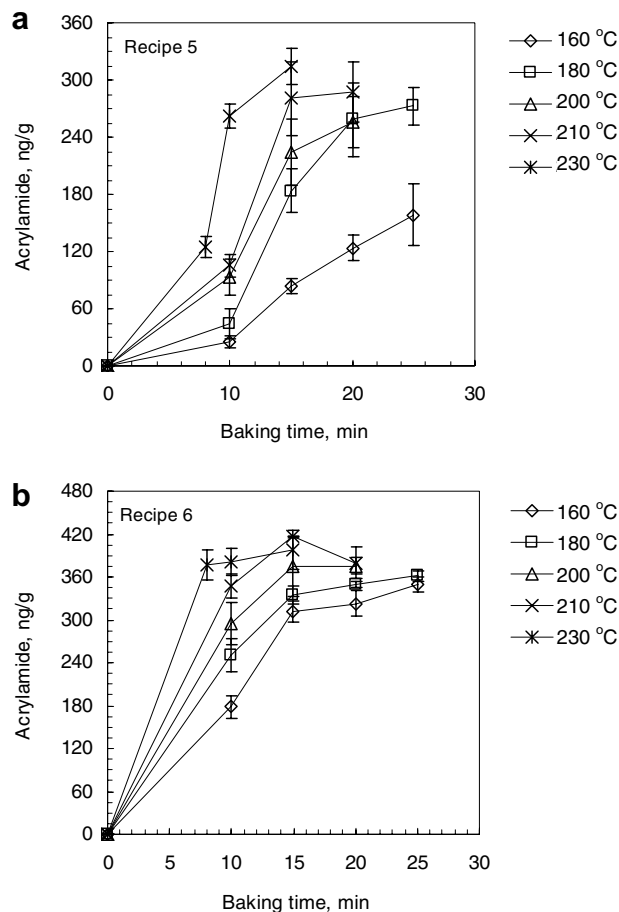 a
Recipe 5
360
300
240
180
120
60
0
Acrylamide, ng/g
0 10 20 30
Baking time, min
160 °C
180 °C
200 °C
210 °C
230 °C
b
Recipe 6
480
420
360
300
240
180
120
60
0
Acrylamide, ng/g
0 5 10 15 20 25 30
Baking time, min
160 °C
180 °C
200 °C
210 °C
230 °C